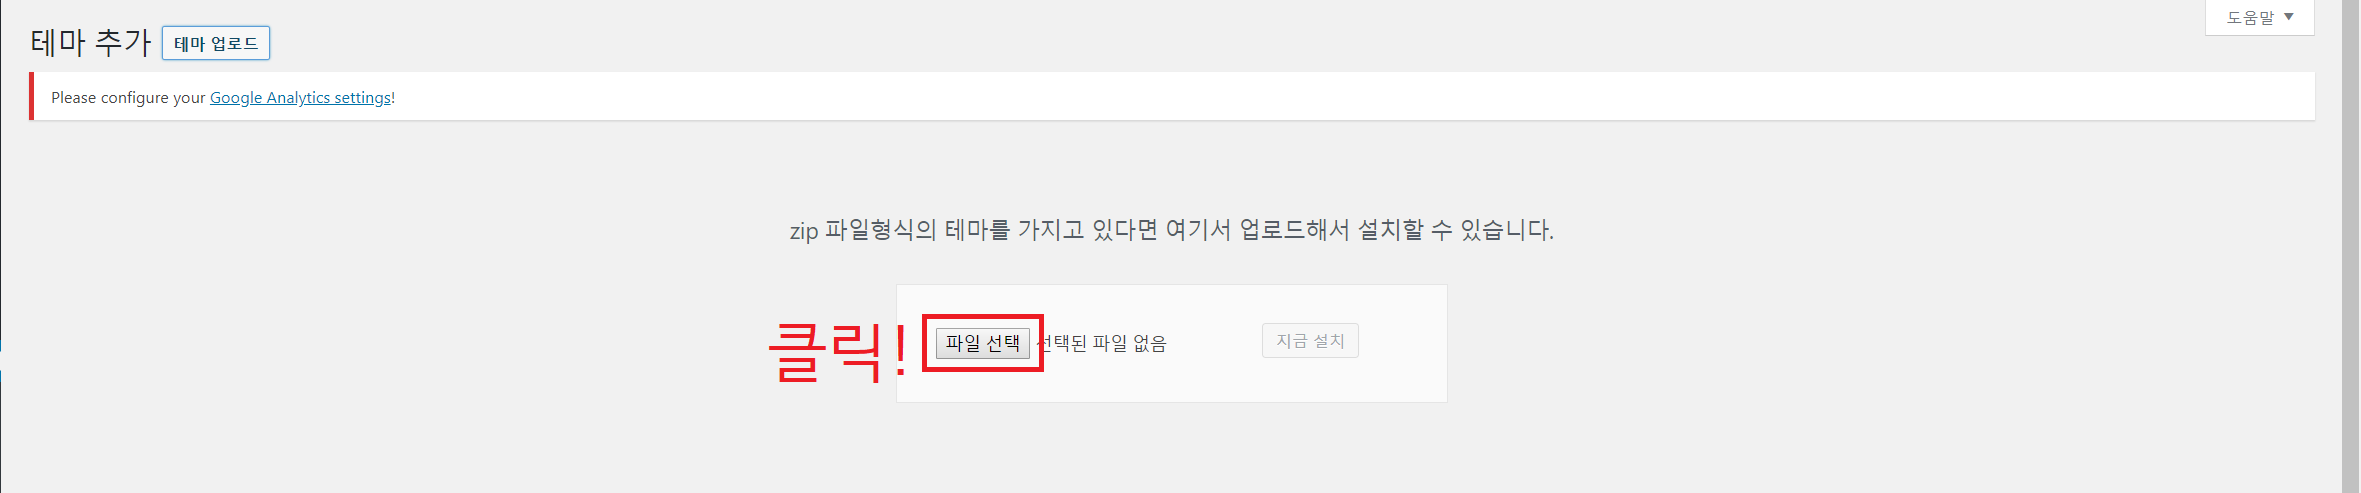 도움말 ▼
테마 추가 테마 업로드
Please configure your Google Analytics settings!
zip 파일형식의 테마를 가지고 있다면 여기서 업로드해서 설치할 수 있습니다.
클릭! 파일 선택 선택된 파일 없음 지금 설치